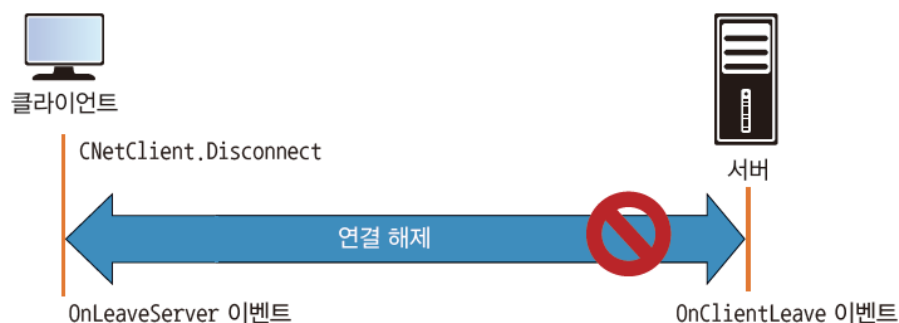 클라이언트
CNetClient.Disconnect
서버
연결 해제
OnLeaveServer 이벤트
OnClientLeave 이벤트